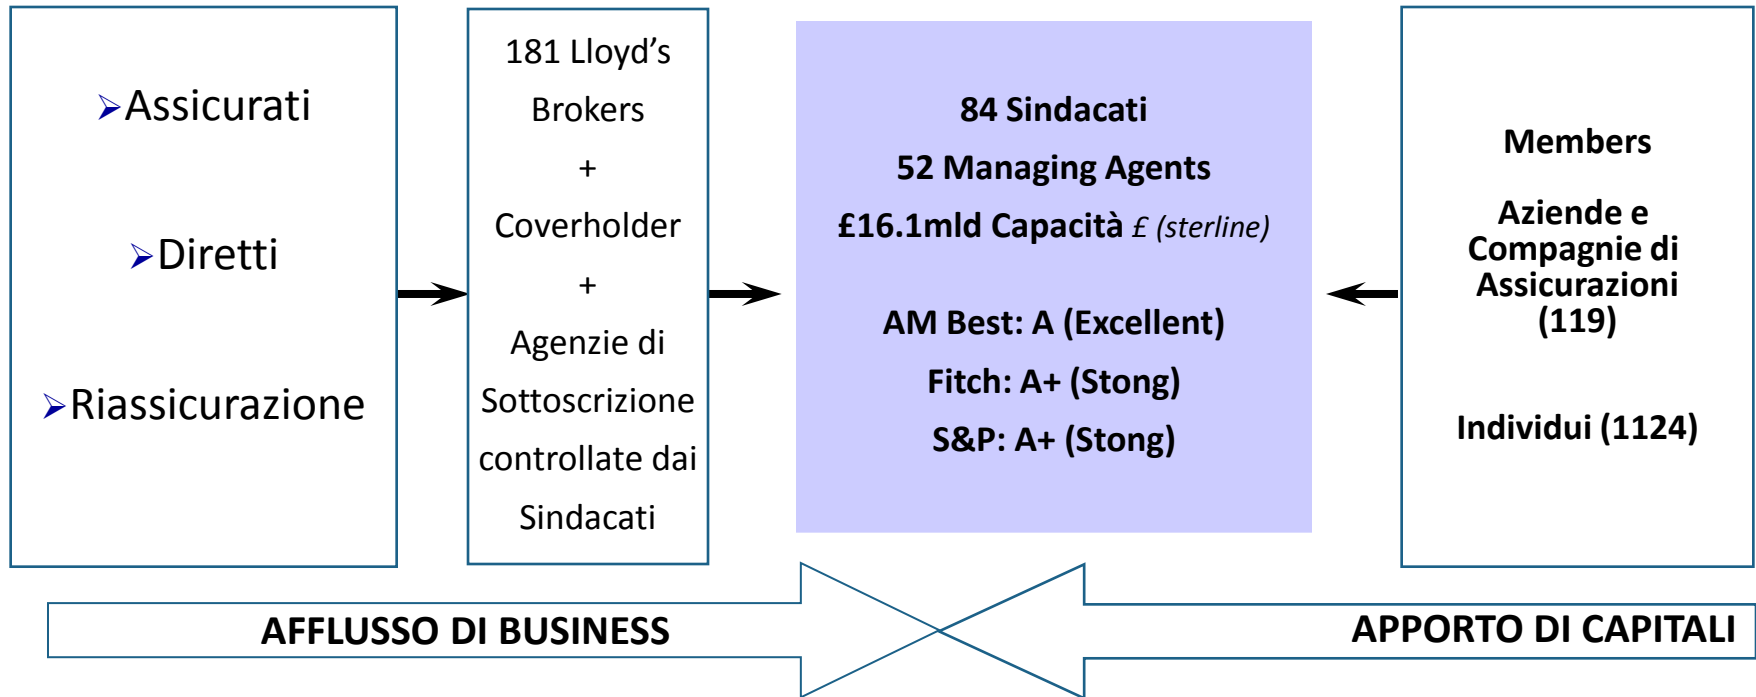 ➢Assicurati
➢Diretti
➢Riassicurazione
181 Lloyd’s
Brokers
+
Coverholder
+
Agenzie di
Sottoscrizione
controllate dai
Sindacati
84 Sindacati
52 Managing Agents
£16.1mld Capacità £ (sterline)
AM Best: A (Excellent)
Fitch: A+ (Stong)
S&P: A+ (Stong)
Members
Aziende e
Compagnie di
Assicurazioni
(119)
Individui (1124)
AFFLUSSO DI BUSINESS
APPORTO DI CAPITALI